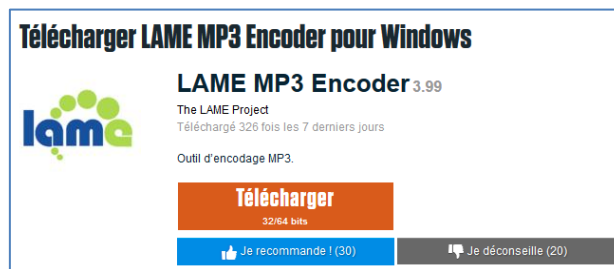 Télécharger LAME MP3 Encoder pour Windows
lame
LAME MP3 Encoder 3.99
The LAME Project
Téléchargé 326 fois les 7 derniers jours
Outil d'encodage MP3.
Télécharger
32/64 bits
Je recommande ! (30)
Je déconseille (20)